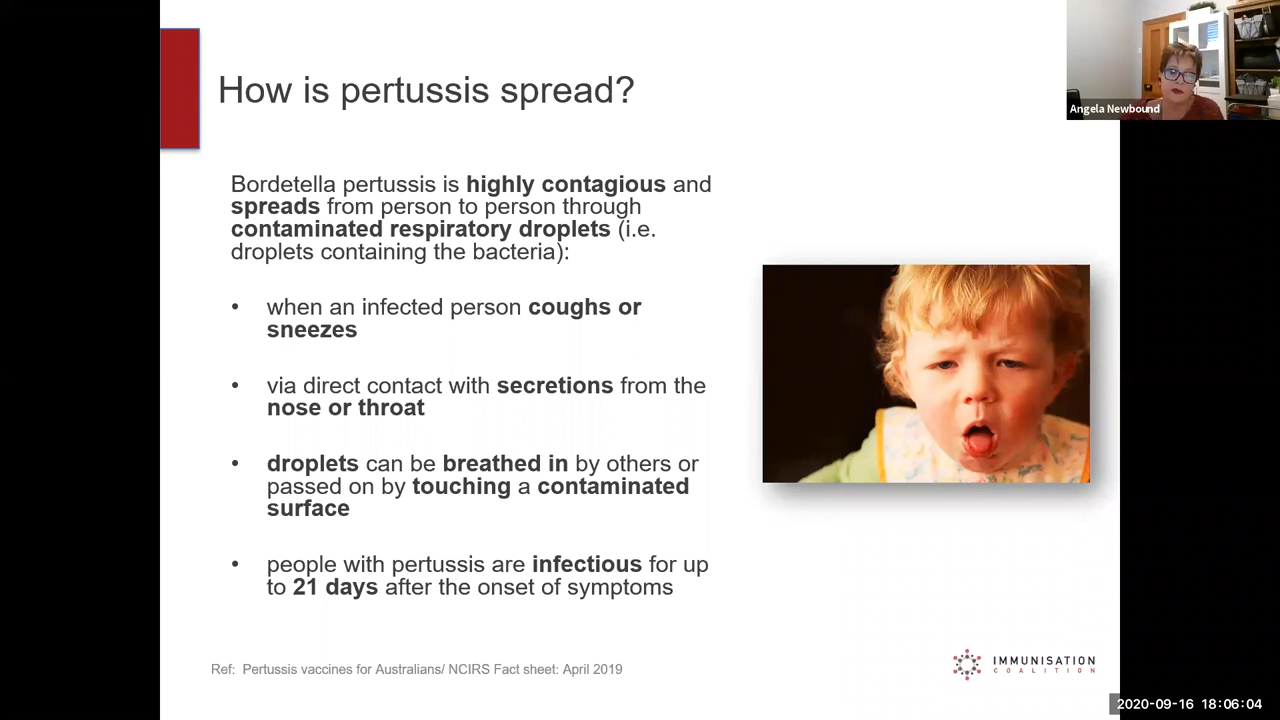 How is pertussis spread?
Angela Newbound
Bordetella pertussis is highly contagious and
spreads from person to person through
contaminated respiratory droplets (i.e.
droplets containing the bacteria):
• when an infected person coughs or
sneezes
• via direct contact with secretions from the
nose or throat
• droplets can be breathed in by others or
passed on by touching a contaminated
surface
• people with pertussis are infectious for up
to 21 days after the onset of symptoms
Ref: Pertussis vaccines for Australians/ NCIRS Fact sheet: April 2019
IMMUNISATION
COALITION
2020-09-16 18:06:04